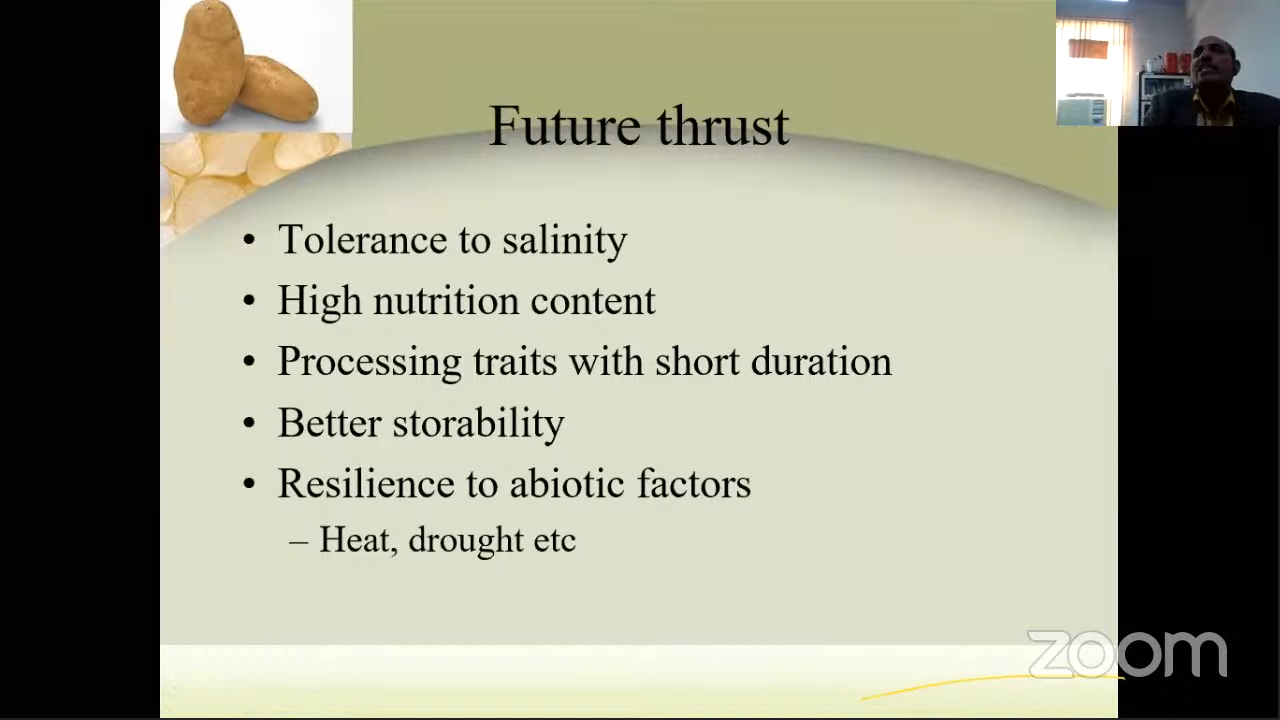 Future thrust
• Tolerance to salinity
• High nutrition content
• Processing traits with short duration
• Better storability
• Resilience to abiotic factors
– Heat, drought etc
zoom